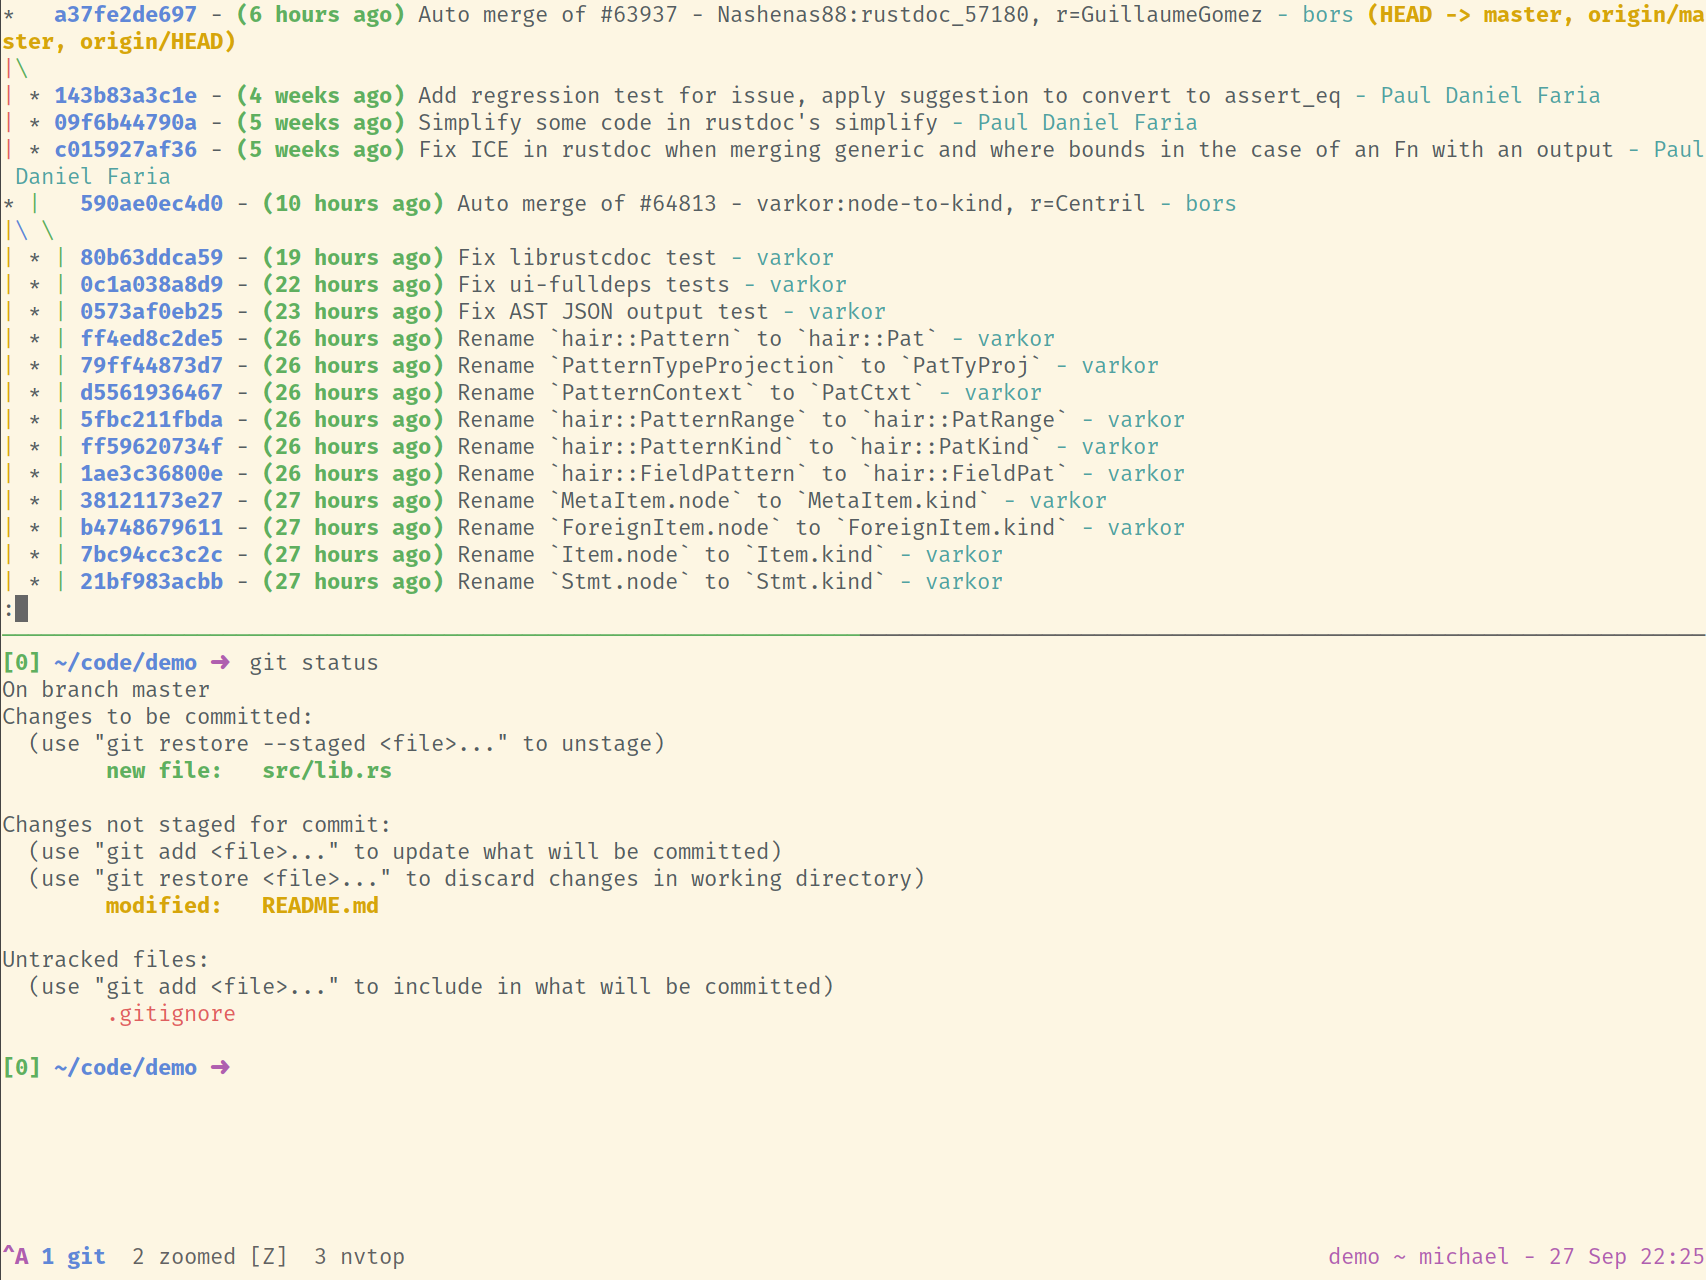 *   a37fe2de697 - (6 hours ago) Auto merge of #63937 - Nashenas88:rustdoc_57180, r=GuillaumeGomez - bors (HEAD -> master, origin/ma
ster, origin/HEAD)
|\
| * 143b83a3c1e - (4 weeks ago) Add regression test for issue, apply suggestion to convert to assert_eq - Paul Daniel Faria
| * 09f6b44790a - (5 weeks ago) Simplify some code in rustdoc's simplify - Paul Daniel Faria
| * c015927af36 - (5 weeks ago) Fix ICE in rustdoc when merging generic and where bounds in the case of an Fn with an output - Paul
 Daniel Faria
* |   590ae0ec4d0 - (10 hours ago) Auto merge of #64813 - varkor:node-to-kind, r=Centril - bors
|\ \
| * | 80b63ddca59 - (19 hours ago) Fix librustcdoc test - varkor
| * | 0c1a038a8d9 - (22 hours ago) Fix ui-fulldeps tests - varkor
| * | 0573af0eb25 - (23 hours ago) Fix AST JSON output test - varkor
| * | ff4ed8c2de5 - (26 hours ago) Rename `hair::Pattern` to `hair::Pat` - varkor
| * | 79ff44873d7 - (26 hours ago) Rename `PatternTypeProjection` to `PatTyProj` - varkor
| * | d5561936467 - (26 hours ago) Rename `PatternContext` to `PatCtxt` - varkor
| * | 5fbc211fbda - (26 hours ago) Rename `hair::PatternRange` to `hair::PatRange` - varkor
| * | ff59620734f - (26 hours ago) Rename `hair::PatternKind` to `hair::PatKind` - varkor
| * | 1ae3c36800e - (26 hours ago) Rename `hair::FieldPattern` to `hair::FieldPat` - varkor
| * | 38121173e27 - (27 hours ago) Rename `MetaItem.node` to `MetaItem.kind` - varkor
| * | b4748679611 - (27 hours ago) Rename `ForeignItem.node` to `ForeignItem.kind` - varkor
| * | 7bc94cc3c2c - (27 hours ago) Rename `Item.node` to `Item.kind` - varkor
| * | 21bf983acbb - (27 hours ago) Rename `Stmt.node` to `Stmt.kind` - varkor
:
[0] ~/code/demo ➜ git status
On branch master
Changes to be committed:
  (use "git restore --staged <file>..." to unstage)
        new file:   src/lib.rs

Changes not staged for commit:
  (use "git add <file>..." to update what will be committed)
  (use "git restore <file>..." to discard changes in working directory)
        modified:   README.md

Untracked files:
  (use "git add <file>..." to include in what will be committed)
        .gitignore

[0] ~/code/demo ➜
^A 1 git  2 zoomed [Z]  3 nvtop demo ~ michael - 27 Sep 22:25